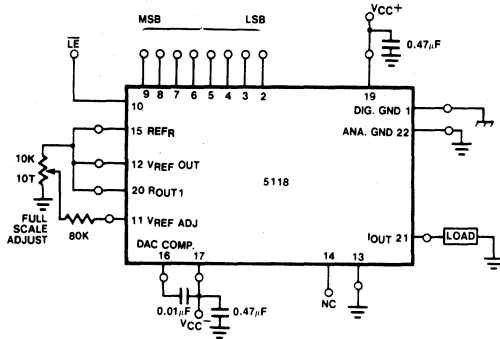 VCC+
MSB LSB
LE
0.47µF
9 8 7 6 5 4 3 2
19
10
DIG. GND 1
15 REFR
ANA. GND 22
10K
12 VREF OUT
10T
20 ROUT1
5118
FULL
SCALE
ADJUST
11 VREF ADJ
80K
DAC COMP.
IOUT 21
LOAD
16 17
14 13
0.01µF
NC
0.47µF
VCC−